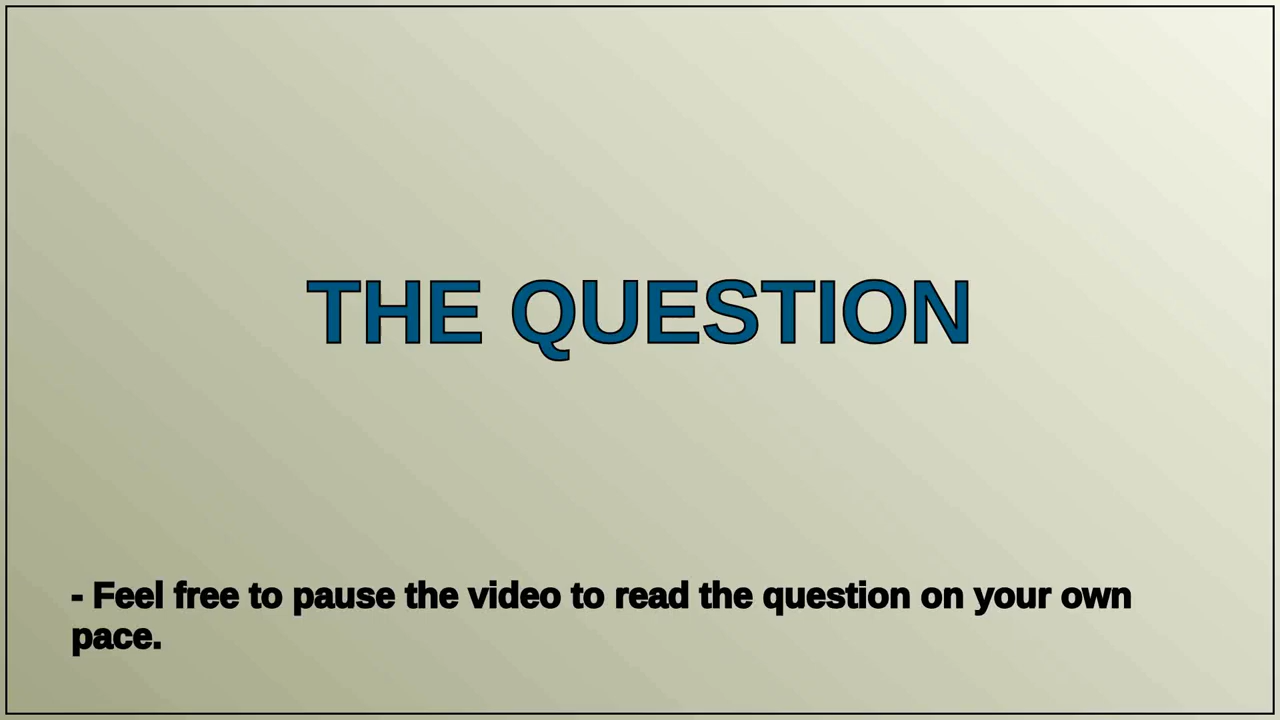 THE QUESTION
- Feel free to pause the video to read the question on your own
pace.